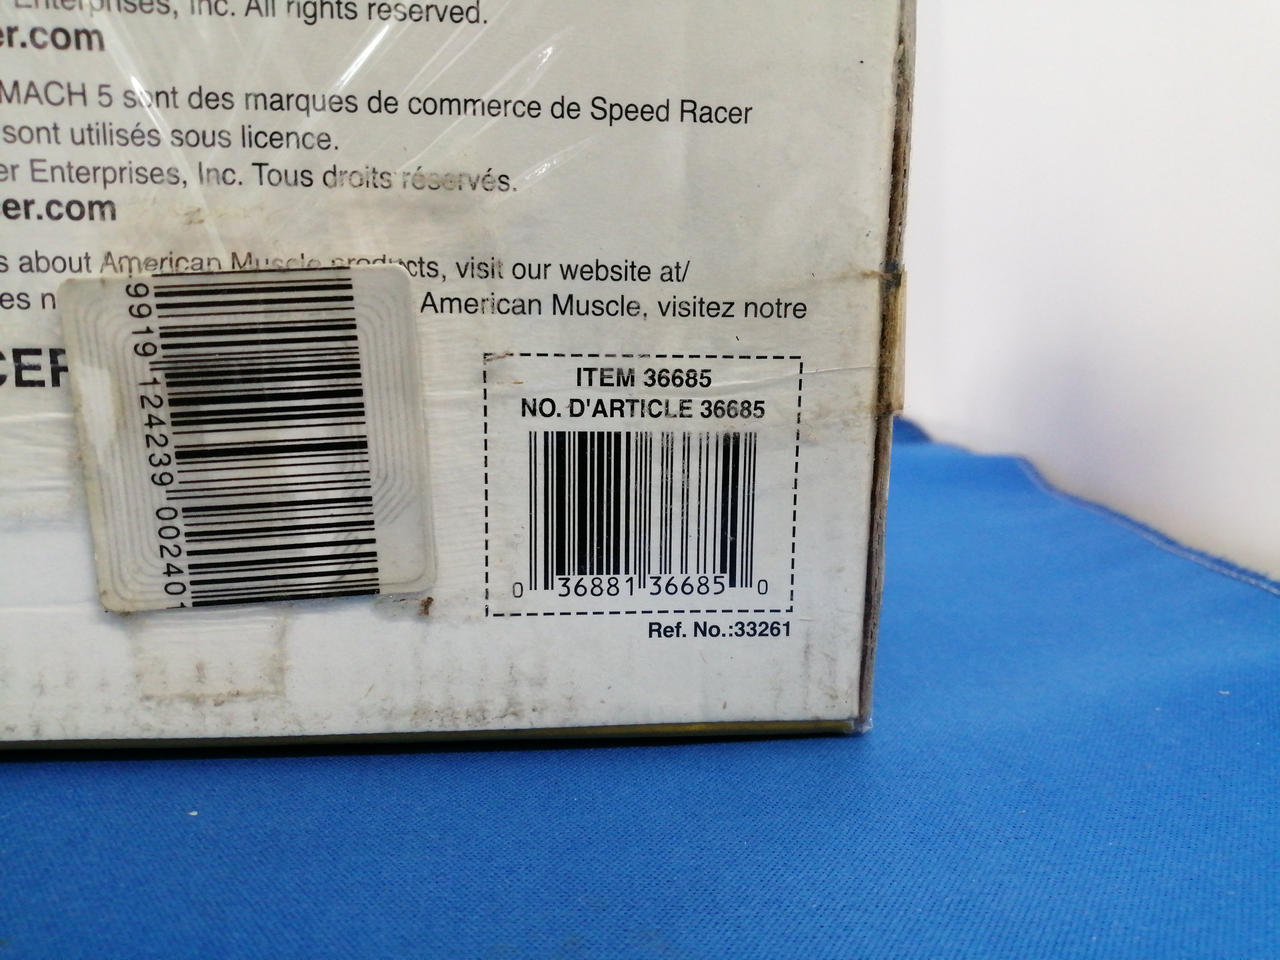 Enterprises, Inc. All rights reserved.
er.com
MACH 5 sont des marques de commerce de Speed Racer
sont utilisés sous licence.
er Enterprises, Inc. Tous droits réservés.
cer.com
s about American Muscle products, visit our website at/
es n American Muscle, visitez notre
CER
9919 124239 002401
ITEM 36685
NO. D'ARTICLE 36685
0 36881 36685 0
Ref. No.:33261